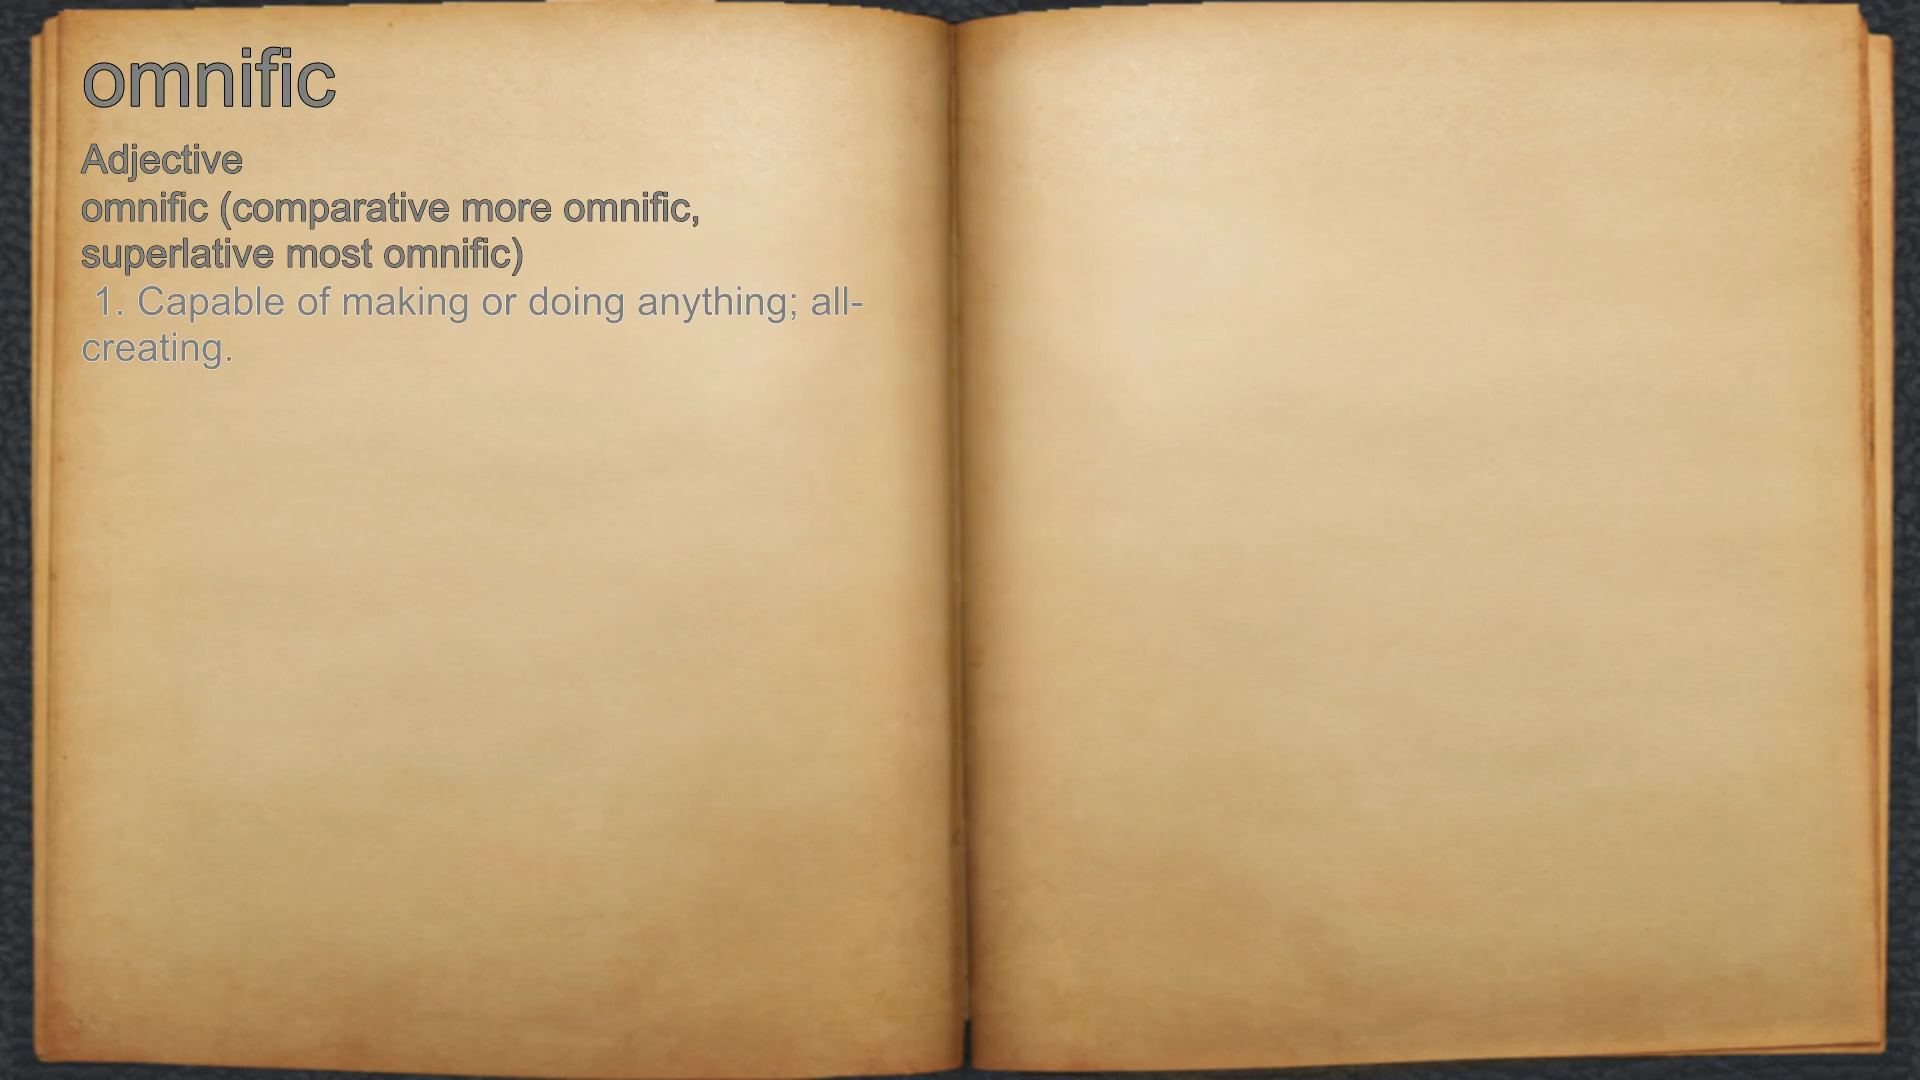 omnific
Adjective
omnific (comparative more omnific,
superlative most omnific)
1. Capable of making or doing anything; all-
creating.